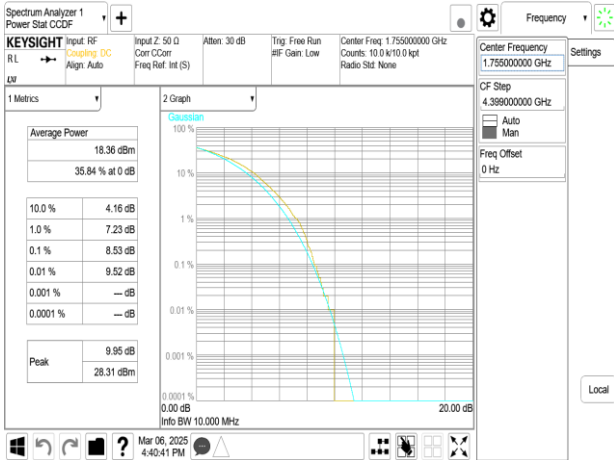 Spectrum Analyzer 1
Power Stat CCDF
Frequency
KEYSIGHT
RL
LXI
Input: RF
Coupling: DC
Align: Auto
Input Z: 50 Ω
Corr CCorr
Freq Ref: Int (S)
Atten: 30 dB
Trig: Free Run
#IF Gain: Low
Center Freq: 1.755000000 GHz
Counts: 10.0 k/10.0 kpt
Radio Std: None
Center Frequency
1.755000000 GHz
Settings
CF Step
4.399000000 GHz
Auto
Man
Freq Offset
0 Hz
Local
1 Metrics
Average Power
18.36 dBm
35.84 % at 0 dB
10.0 % 4.16 dB
1.0 % 7.23 dB
0.1 % 8.53 dB
0.01 % 9.52 dB
0.001 % --- dB
0.0001 % --- dB
Peak
9.95 dB
28.31 dBm
2 Graph
Gaussian
100 %
10 %
1 %
0.1 %
0.01 %
0.001 %
0.0001 %
0.00 dB 20.00 dB
Info BW 10.000 MHz
?
Mar 06, 2025
4:40:41 PM